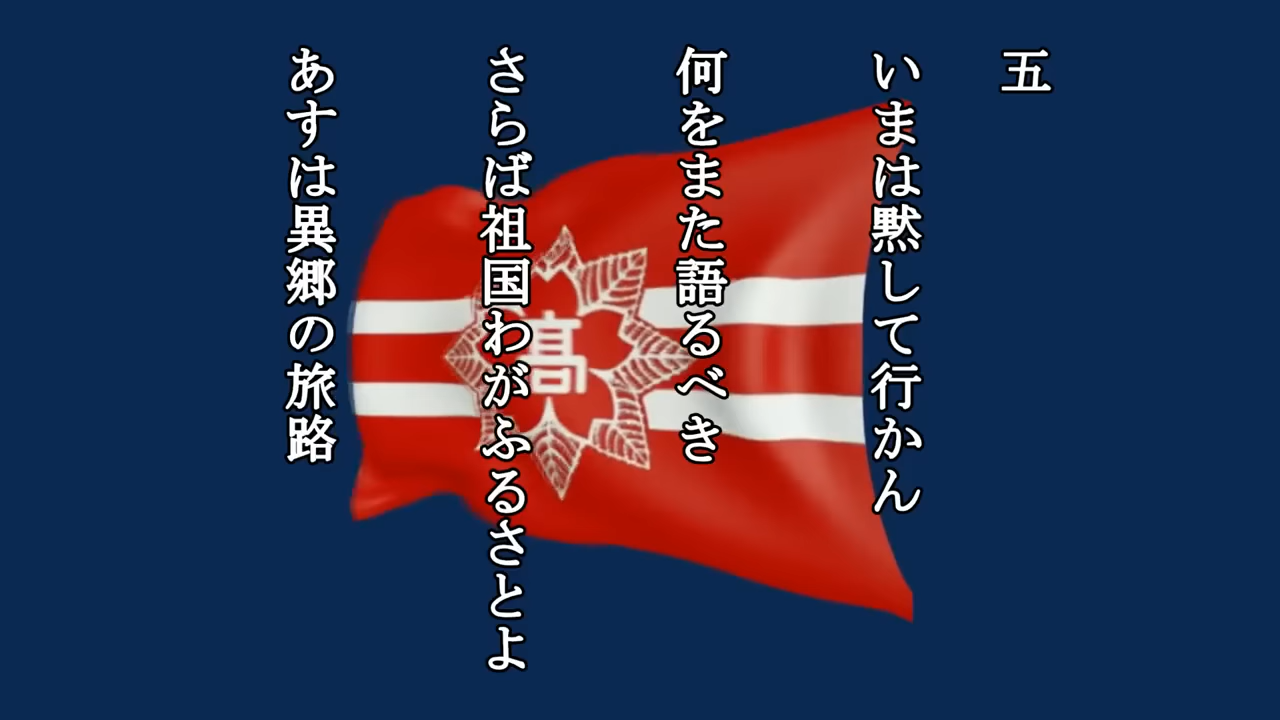 五
いまは黙して行かん
何をまた語るべき
さらば祖国わがふるさとよ
あすは異郷の旅路
髙